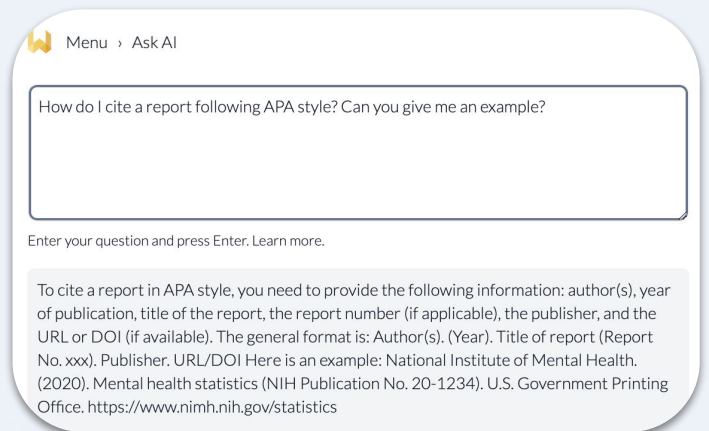 Menu › Ask AI
How do I cite a report following APA style? Can you give me an example?
Enter your question and press Enter. Learn more.
To cite a report in APA style, you need to provide the following information: author(s), year
of publication, title of the report, the report number (if applicable), the publisher, and the
URL or DOI (if available). The general format is: Author(s). (Year). Title of report (Report
No. xxx). Publisher. URL/DOI Here is an example: National Institute of Mental Health.
(2020). Mental health statistics (NIH Publication No. 20-1234). U.S. Government Printing
Office. https://www.nimh.nih.gov/statistics